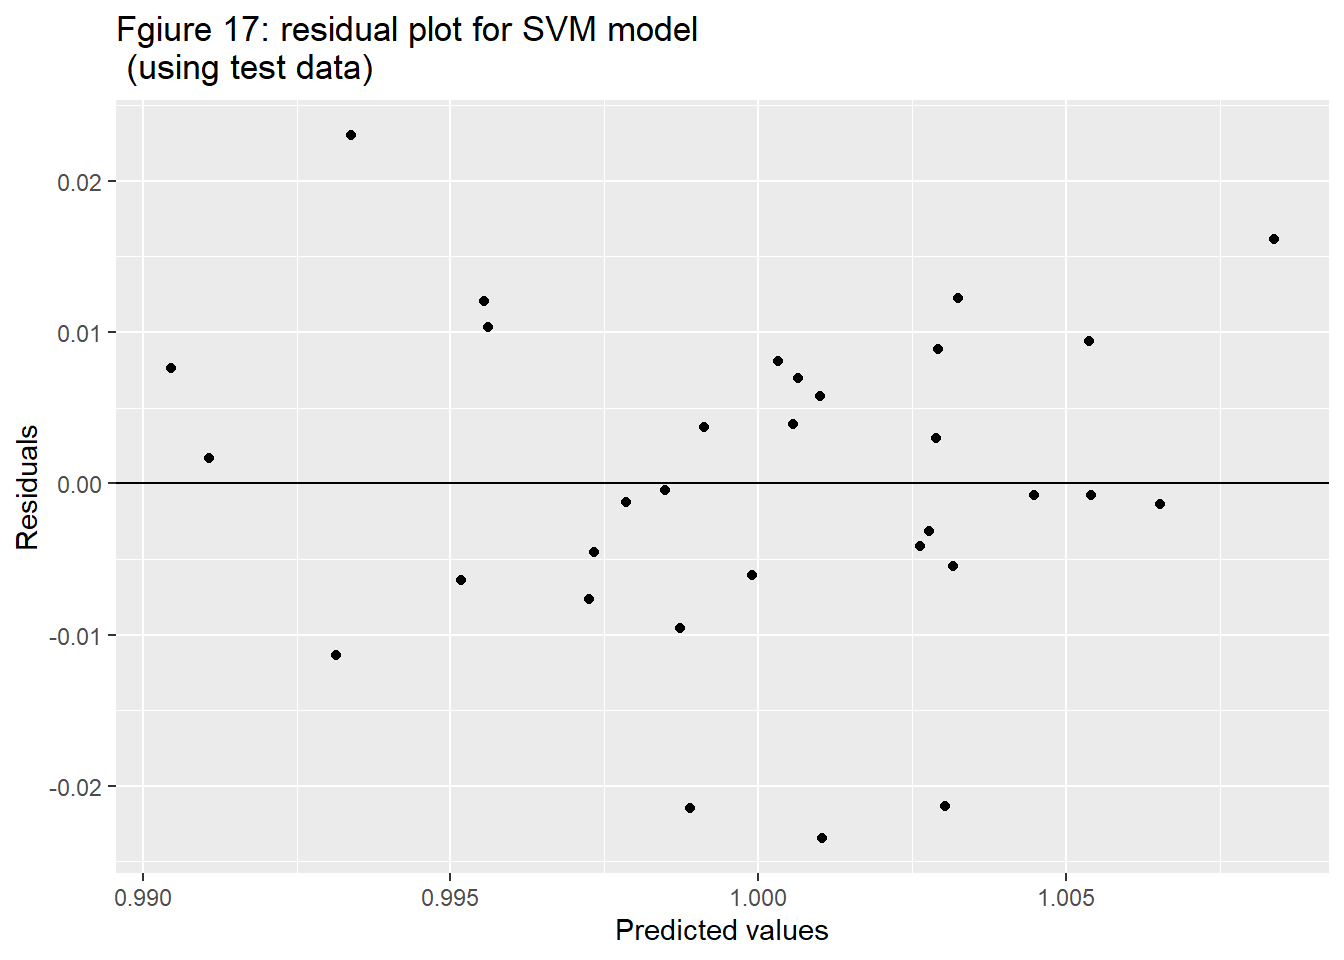 Fgiure 17: residual plot for SVM model
(using test data)
0.02
0.01
0.00
-0.01
-0.02
Residuals
0.990
0.995
1.000
1.005
Predicted values